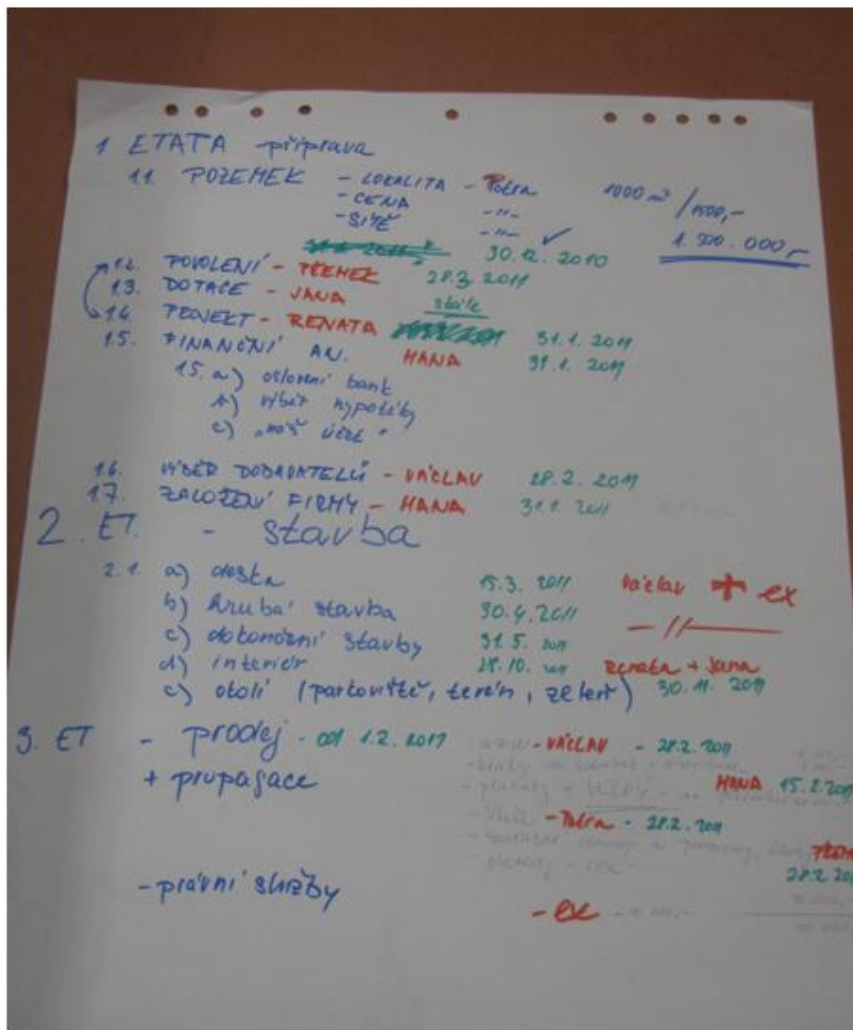 1 ETATA - příprava
1.1. POZEMEK - LOKALITA - Petra 1000 m² / 1500,-
- CENA -"-
- SÍTĚ -"- ✓ 1.500.000,-
30.12.2010
1.2. POVOLENÍ - PŘEMEK 28.2. 2011
1.3. DOTACE - JANA stále
1.4. PROJEKT - RENATA 31.1. 2011
1.5. FINANČNÍ AN. HANA 31.1. 2011
1.5. a) oslovení bank
b) výběr hypotéky
c) „náš účet"
1.6. VÝBĚR DODAVATELŮ - VÁCLAV 28.2. 2011
1.7. ZALOŽENÍ FIRMY - HANA 31.1. 2011
2. ET. - stavba
2.1. a) deska 15.3. 2011 Václav + ex
b) hrubá stavba 30.4.2011 -//-
c) dokončení stavby 31.5. 2011
d) interiér 28.10. 2011 Renata + Jana
e) okolí (parkoviště, terén, zeleň) 30.11. 2011
3. ET - prodej - od 1.2. 2011 www - VÁCLAV - 28.2. 2011
+ propagace HANA 15.2.2011
- Petra - 28.2. 2011
28.2. 201
- právní služby - ex